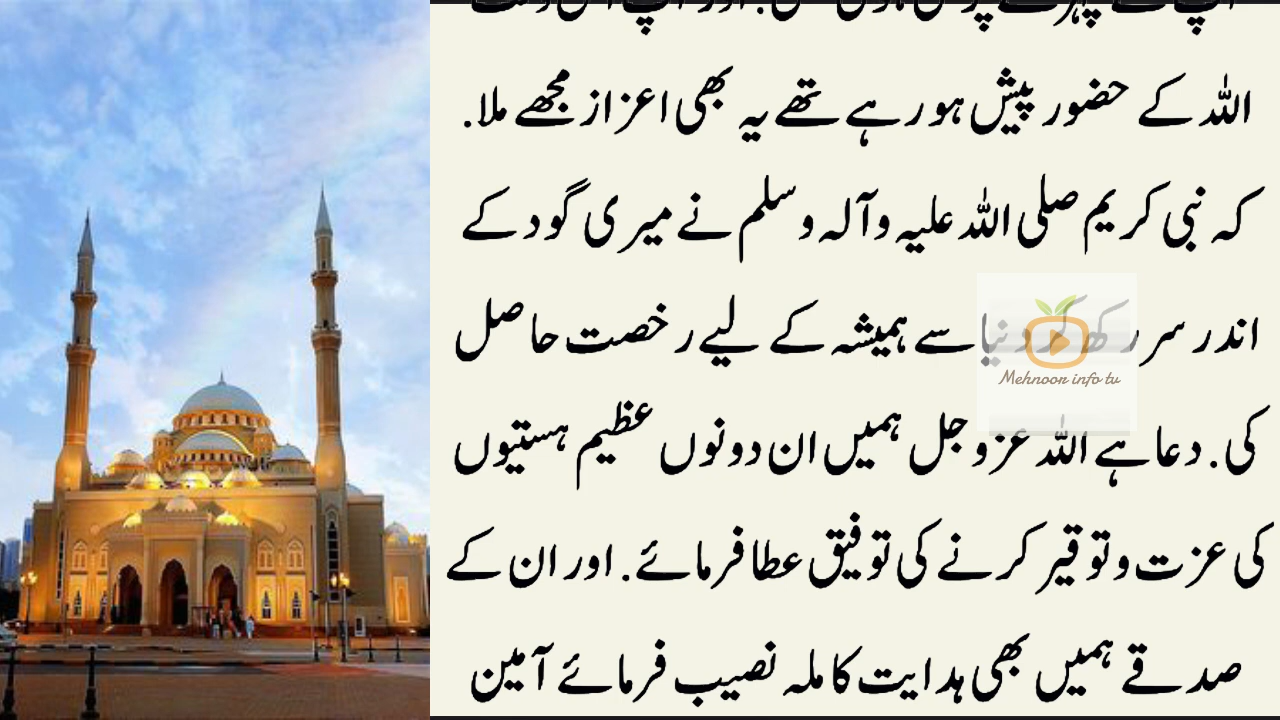 اللہ کے حضور پیش ہو رہے تھے یہ بھی اعزاز مجھے ملا.
کہ نبی کریم صلی اللہ علیہ وآلہ وسلم نے میری گود کے
اندر سر رکھ کر دنیا سے ہمیشہ کے لیے رخصت حاصل
Mehnoor info tv
کی. دعا ہے اللہ عزوجل ہمیں ان دونوں عظیم ہستیوں
کی عزت و توقیر کرنے کی توفیق عطا فرمائے. اور ان کے
صدقے ہمیں بھی ہدایت کاملہ نصیب فرمائے آمین